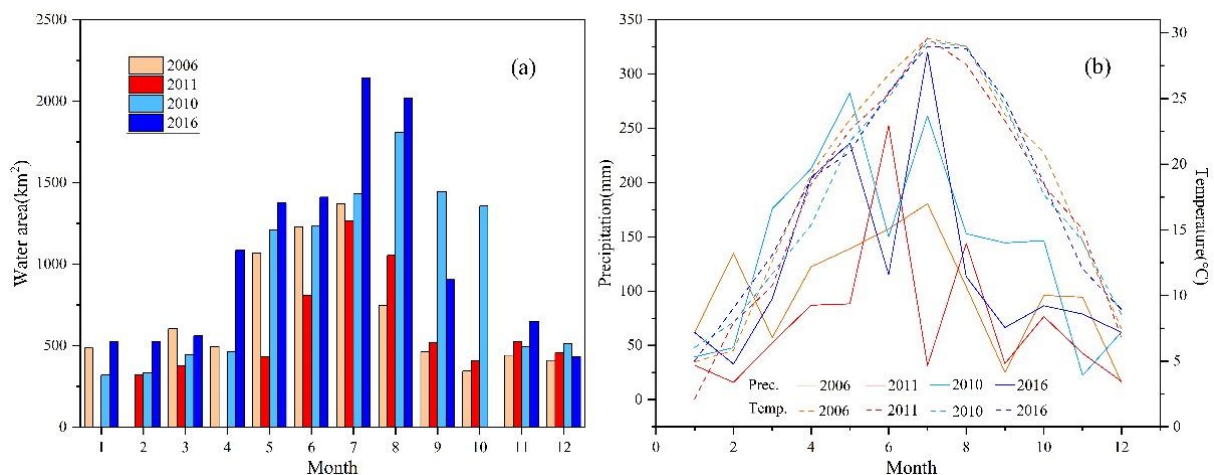 2500
2000
1500
1000
500
0
Water area(km²)
2006
2011
2010
2016
(a)
1 2 3 4 5 6 7 8 9 10 11 12
Month
350
300
250
200
150
100
50
0
Precipitation(mm)
(b)
Prec. 2006 2011 2010 2016
Temp. 2006 2011 2010 2016
0 2 4 6 8 10 12
Month
30
25
20
15
10
5
0
Temperature(°C)